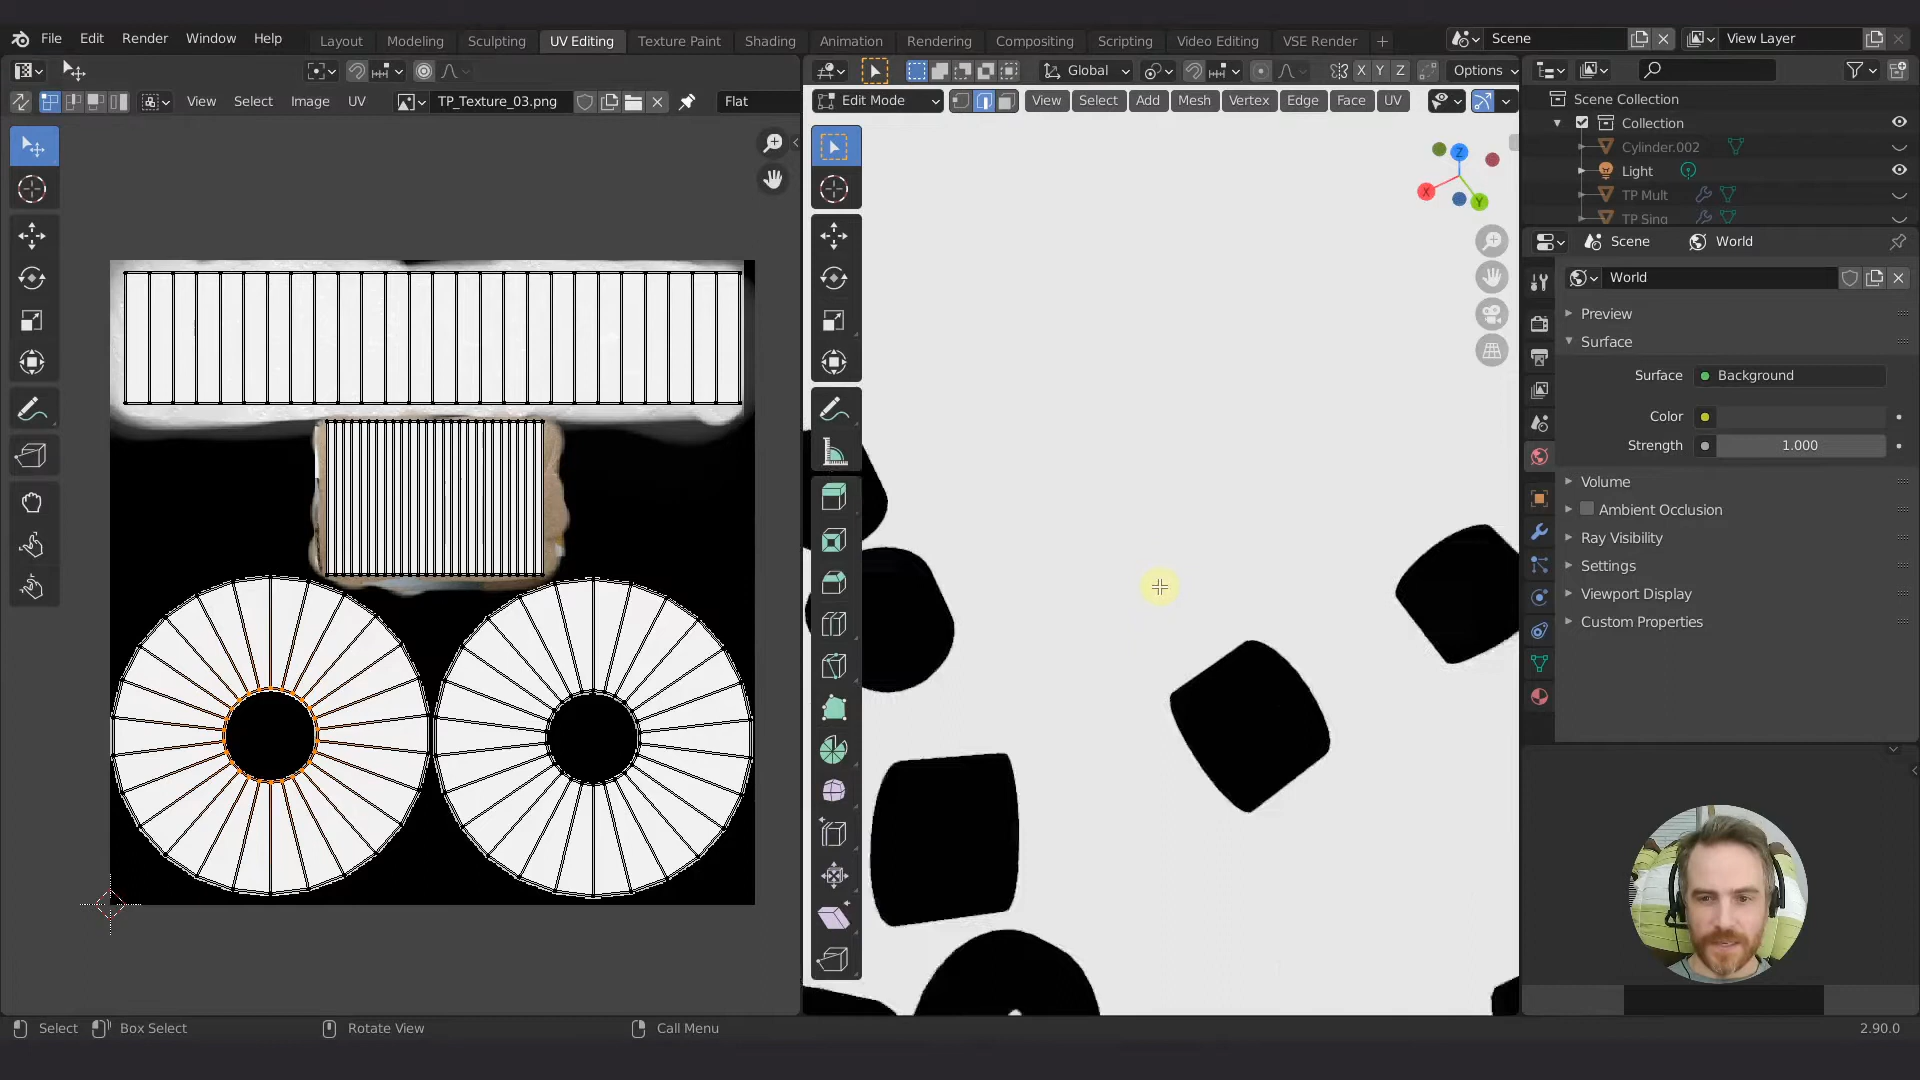 File Edit Render Window Help
Layout Modeling Sculpting UV Editing Texture Paint Shading Animation Rendering Compositing Scripting Video Editing VSE Render
Scene
View Layer
Global
X Y Z
Options
View Select Image UV
TP_Texture_03.png
Flat
Edit Mode
View Select Add Mesh Vertex Edge Face UV
Scene Collection
Collection
Cylinder.002
Light
TP Mult
TP Sing
Scene World
World
Preview
Surface
Surface Background
Color
Strength 1.000
Volume
Ambient Occlusion
Ray Visibility
Settings
Viewport Display
Custom Properties
Z
X
Y
Select Box Select Rotate View Call Menu
2.90.0